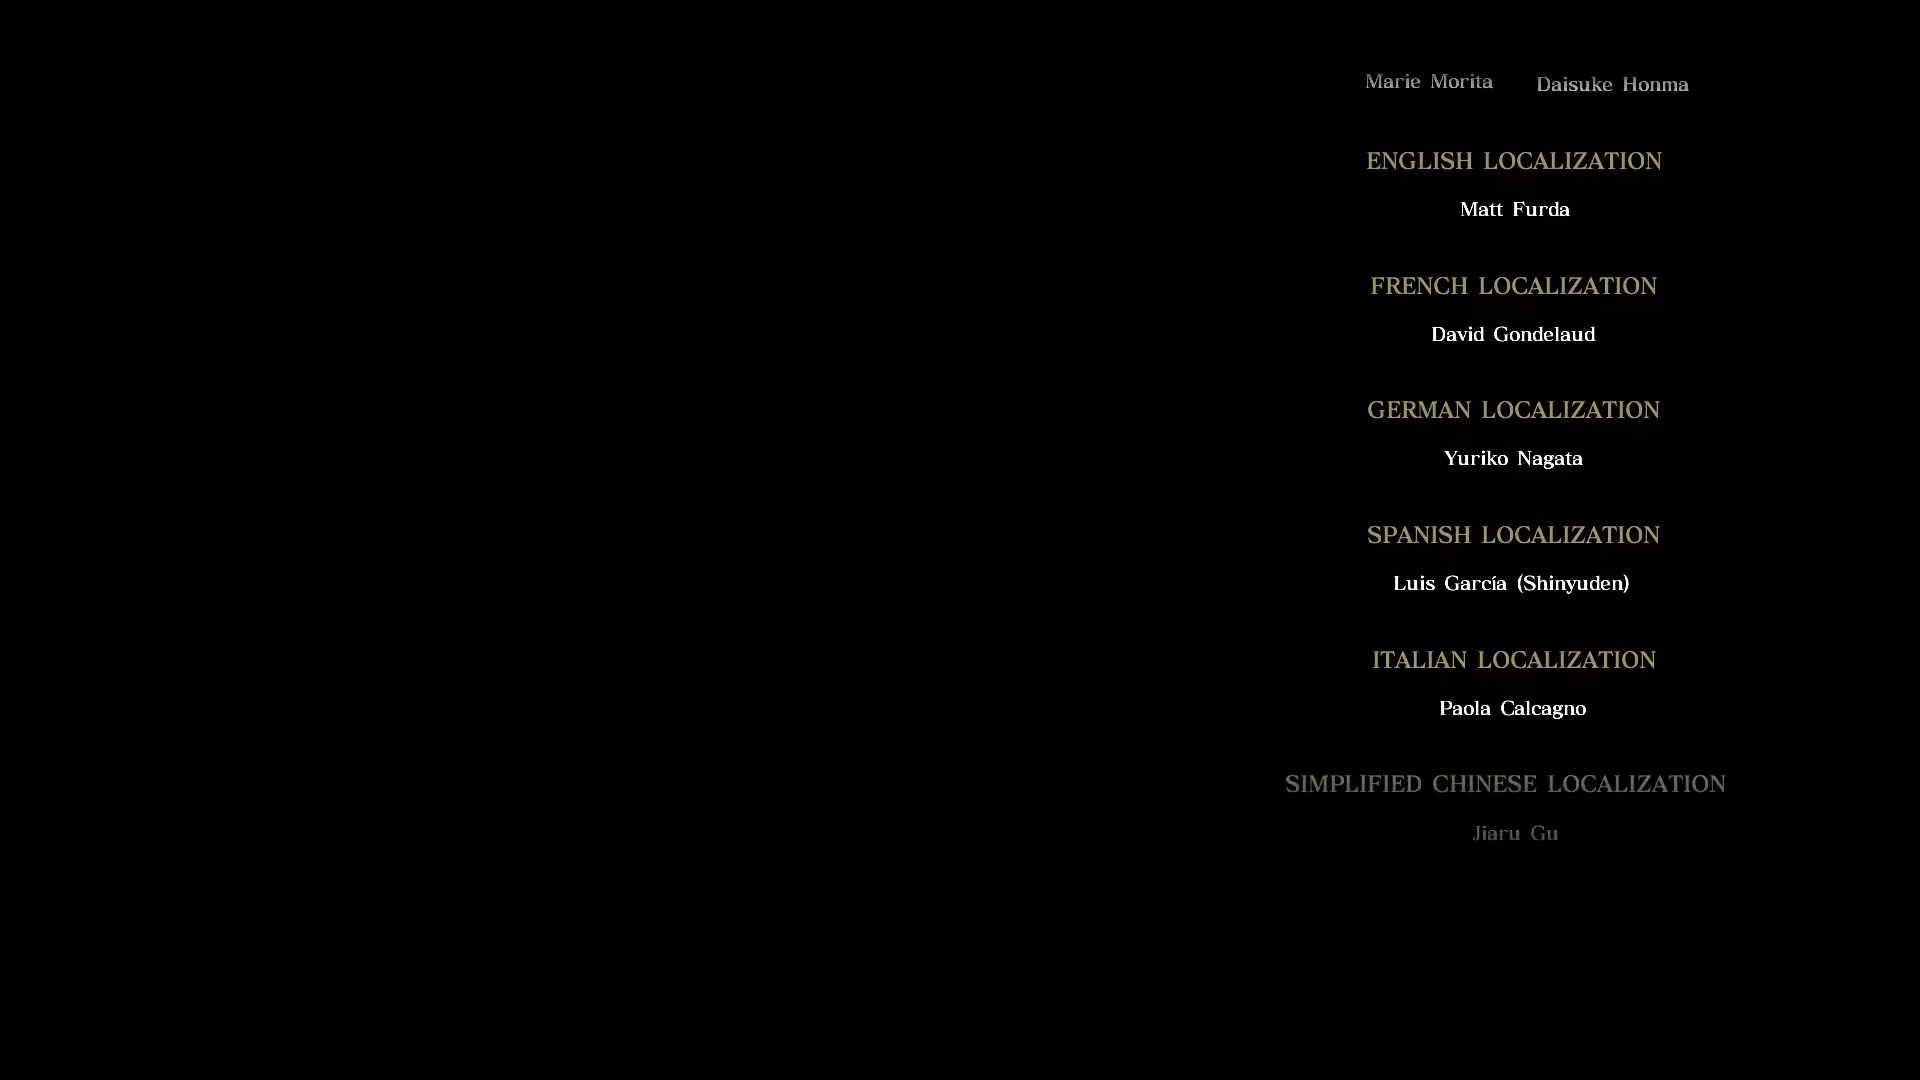 Marie Morita Daisuke Honma
ENGLISH LOCALIZATION
Matt Furda
FRENCH LOCALIZATION
David Gondelaud
GERMAN LOCALIZATION
Yuriko Nagata
SPANISH LOCALIZATION
Luis García (Shinyuden)
ITALIAN LOCALIZATION
Paola Calcagno
SIMPLIFIED CHINESE LOCALIZATION
Jiaru Gu